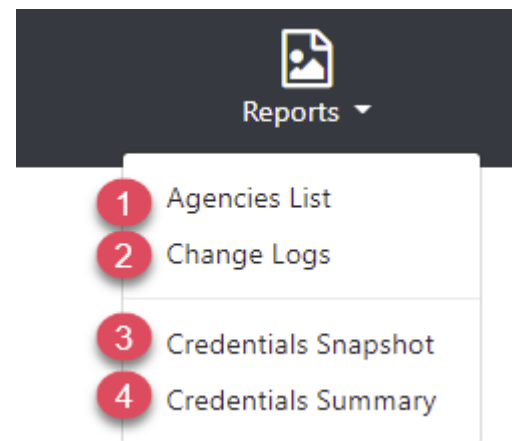 Reports
1 Agencies List
2 Change Logs
3 Credentials Snapshot
4 Credentials Summary